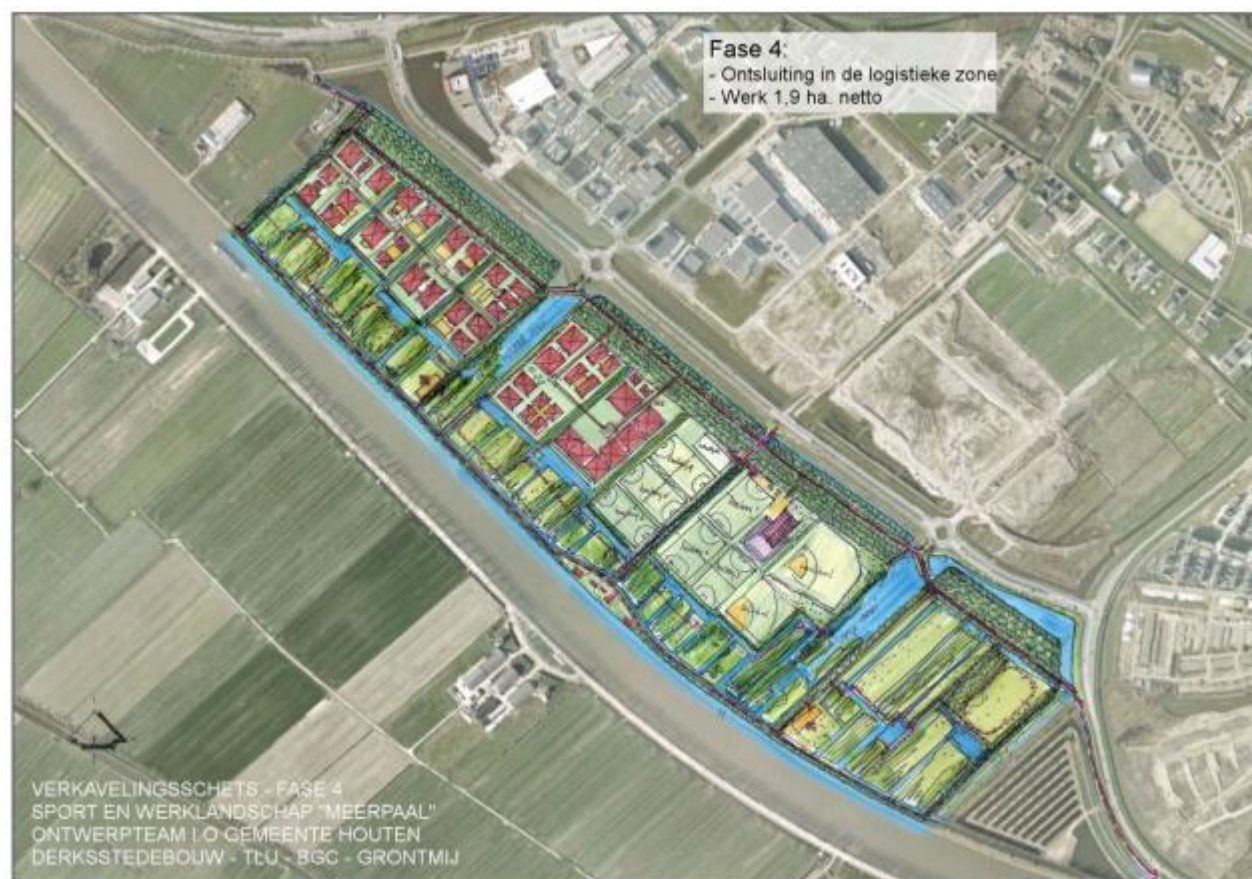 Fase 4:
- Ontsluiting in de logistieke zone
- Werk 1,9 ha. netto
VERKAVELINGSSCHETS - FASE 4
SPORT EN WERKLANDSCHAP "MEERPAAL"
ONTWERPTEAM I.O GEMEENTE HOUTEN
DERKSSTEDEBOUW - TLU - BGC - GRONTMIJ